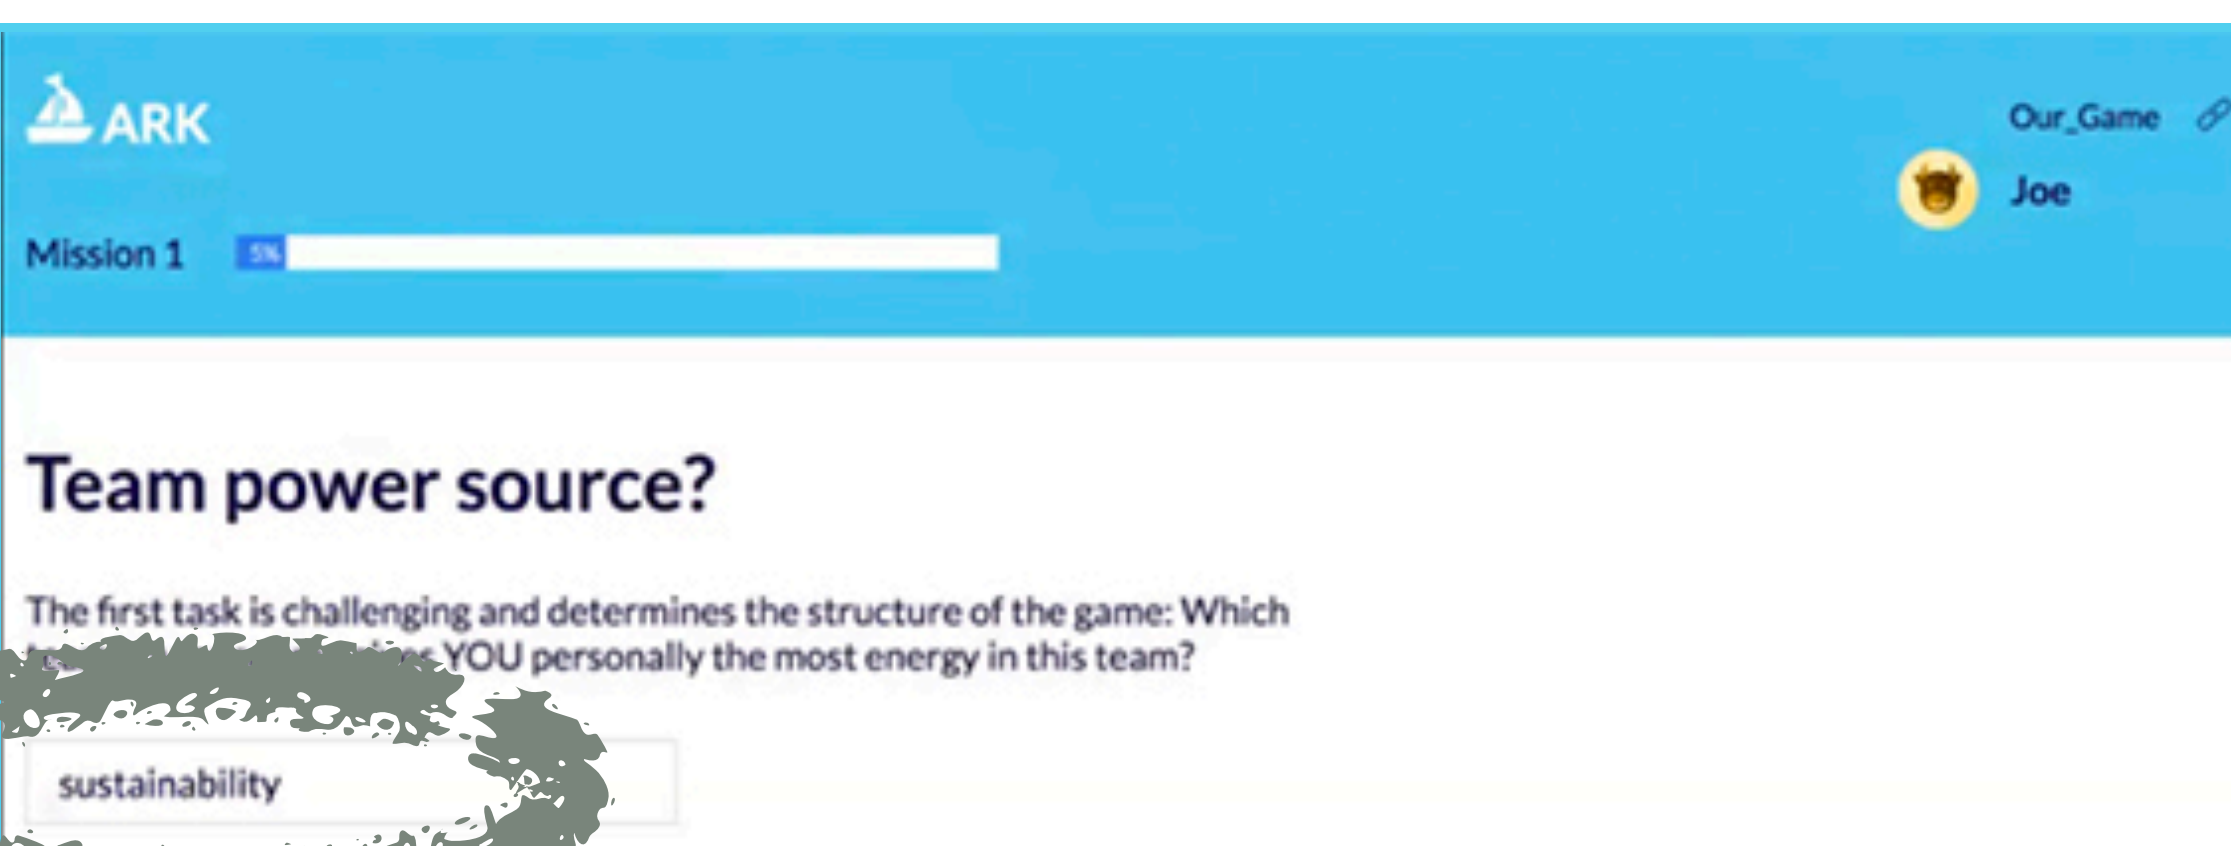 ARK
Our_Game
Joe
Mission 1
5%
Team power source?
The first task is challenging and determines the structure of the game: Which
YOU personally the most energy in this team?
sustainability